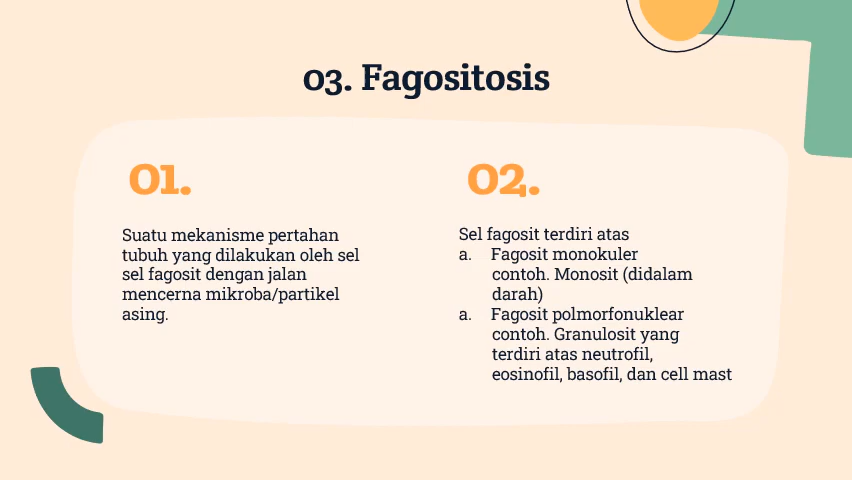 03. Fagositosis
01.
Suatu mekanisme pertahan
tubuh yang dilakukan oleh sel
sel fagosit dengan jalan
mencerna mikroba/partikel
asing.
02.
Sel fagosit terdiri atas
a. Fagosit monokuler
contoh. Monosit (didalam
darah)
a. Fagosit polmorfonuklear
contoh. Granulosit yang
terdiri atas neutrofil,
eosinofil, basofil, dan cell mast